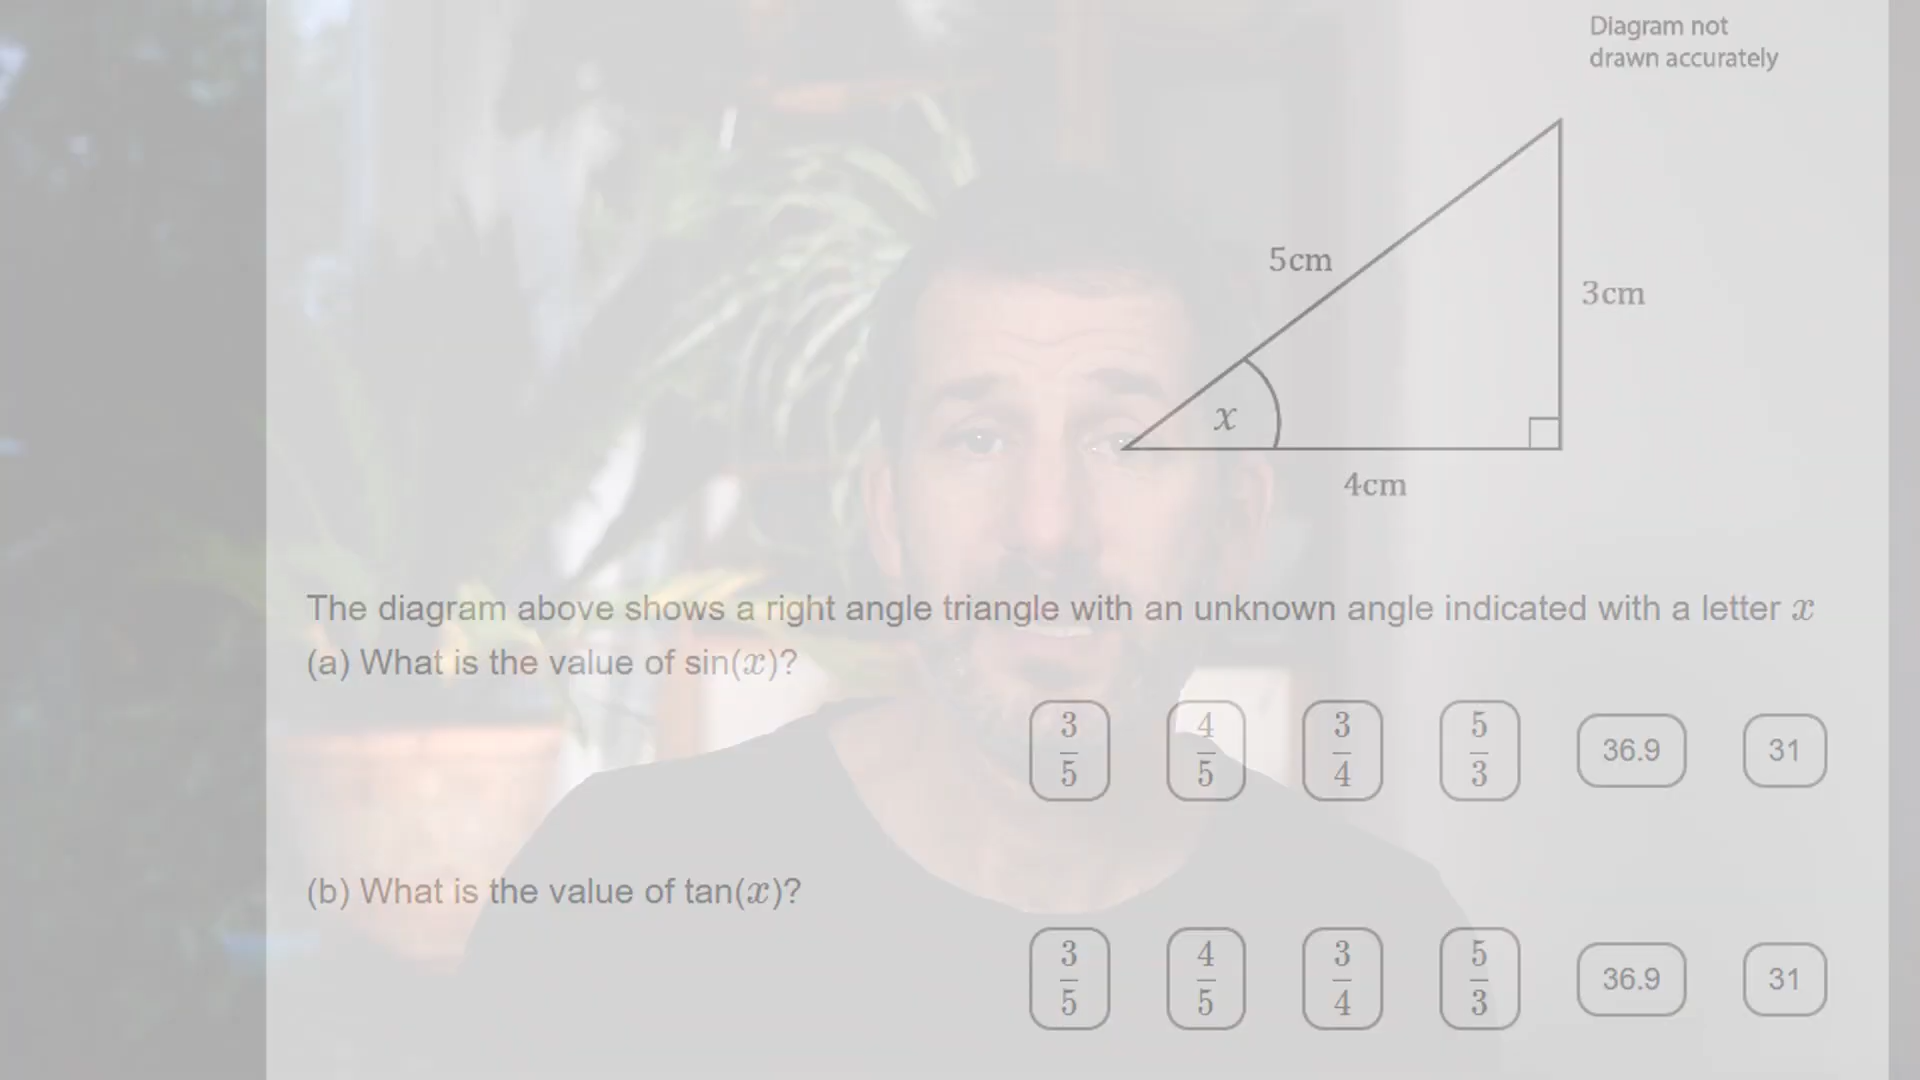 Diagram not
drawn accurately
5cm
3cm
x
4cm
The diagram above shows a right angle triangle with an unknown angle indicated with a letter x
(a) What is the value of sin(x)?
3/5 4/5 3/4 5/3 36.9 31
(b) What is the value of tan(x)?
3/5 4/5 3/4 5/3 36.9 31